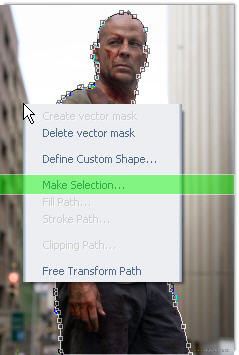 Create vector mask
Delete vector mask
Define Custom Shape...
Make Selection...
Fill Path...
Stroke Path...
Clipping Path...
Free Transform Path